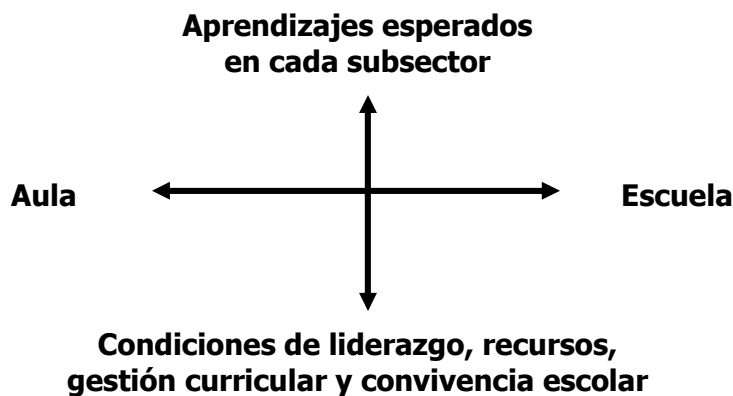 Aprendizajes esperados
en cada subsector
Aula
Escuela
Condiciones de liderazgo, recursos,
gestión curricular y convivencia escolar